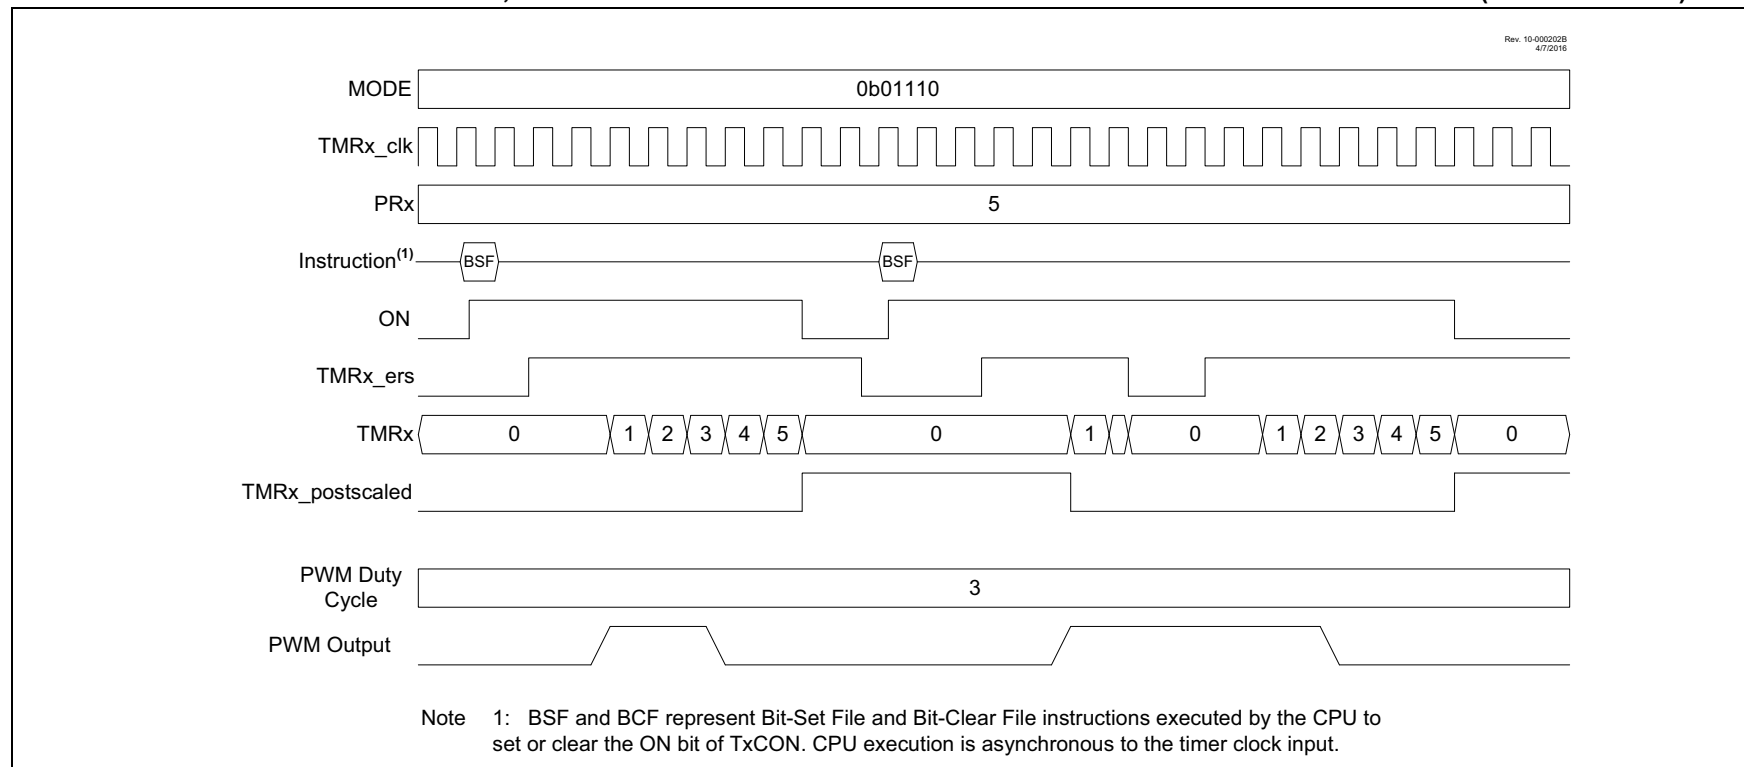 Rev. 10-000202B
4/7/2016
MODE 0b01110
TMRx_clk
PRx 5
Instruction(1) BSF BSF
ON
TMRx_ers
TMRx 0 1 2 3 4 5 0 1 0 1 2 3 4 5 0
TMRx_postscaled
PWM Duty
Cycle 3
PWM Output
Note 1: BSF and BCF represent Bit-Set File and Bit-Clear File instructions executed by the CPU to
set or clear the ON bit of TxCON. CPU execution is asynchronous to the timer clock input.